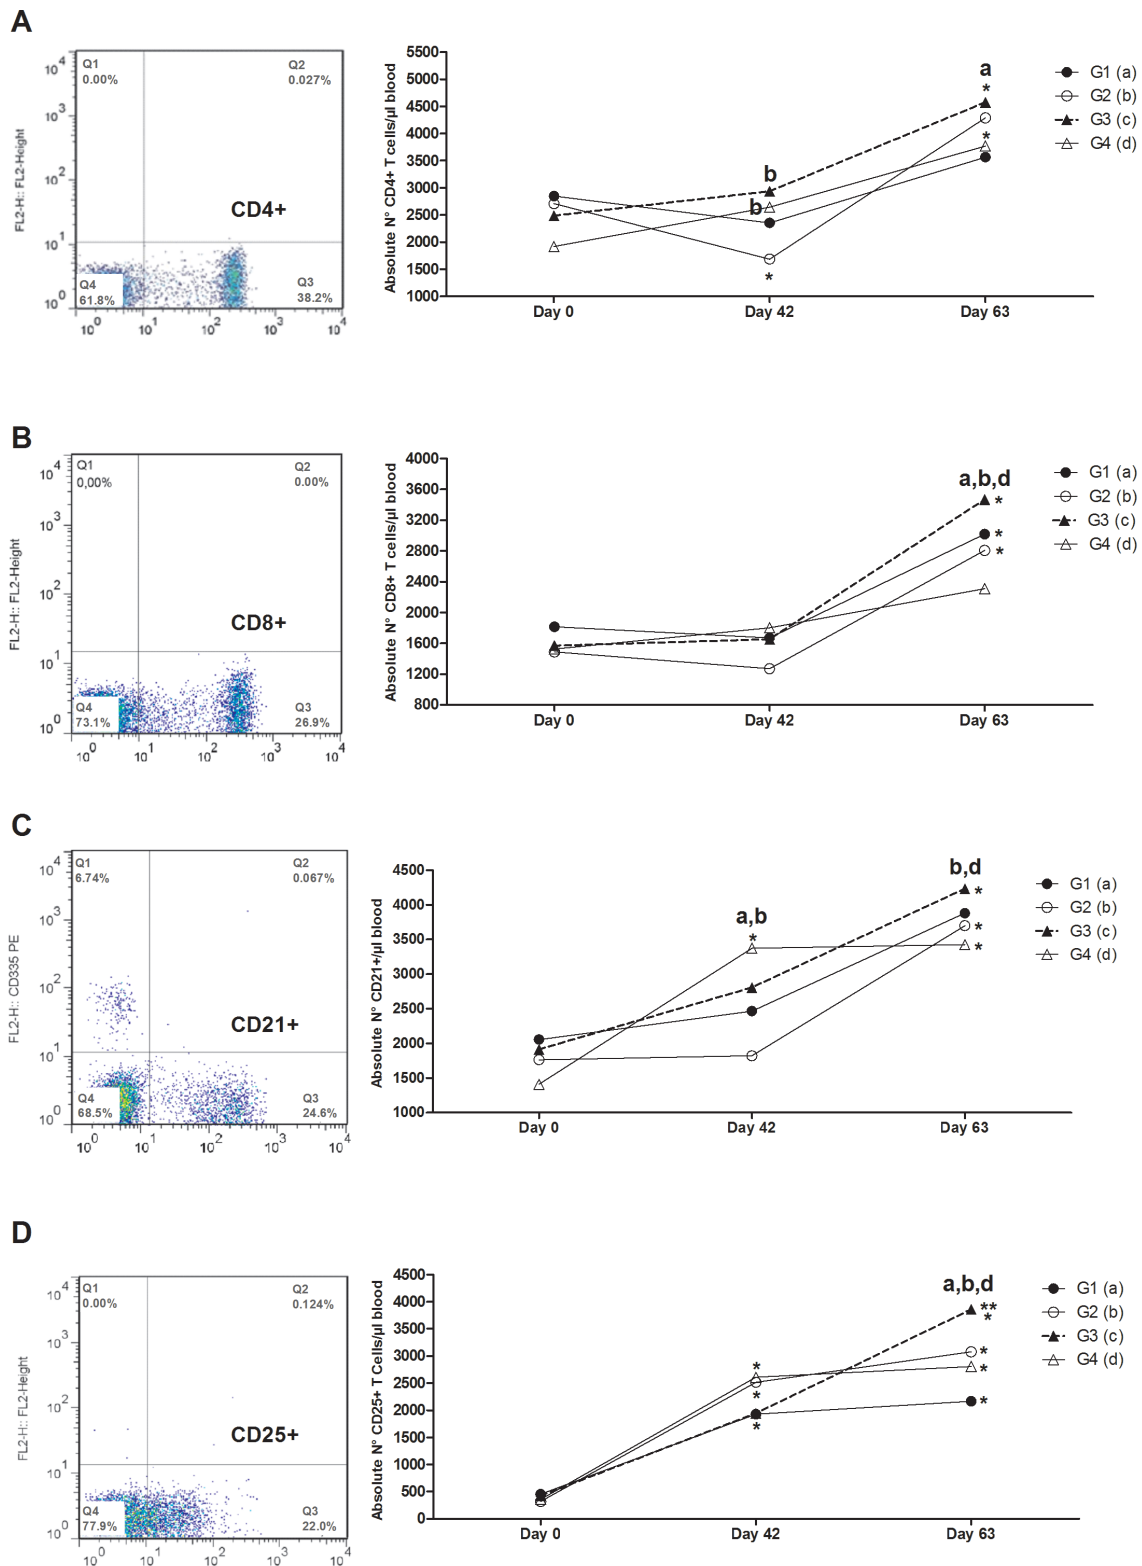 A
Q1
0.00%
Q2
0.027%
CD4+
Q4
61.8%
Q3
38.2%
10^4
10^3
10^2
10^1
10^0
10^0 10^1 10^2 10^3 10^4
FL2-H:: FL2-Height
Absolute N° CD4+ T cells/µl blood
5500
5000
4500
4000
3500
3000
2500
2000
1500
1000
Day 0 Day 42 Day 63
b
b
*
a
*
*
G1 (a)
G2 (b)
G3 (c)
G4 (d)
B
Q1
0,00%
Q2
0.00%
CD8+
Q4
73.1%
Q3
26.9%
10^4
10^3
10^2
10^1
10^0
10^0 10^1 10^2 10^3 10^4
FL2-H:: FL2-Height
Absolute N° CD8+ T cells/µl blood
4000
3600
3200
2800
2400
2000
1600
1200
800
Day 0 Day 42 Day 63
a,b,d
*
*
*
G1 (a)
G2 (b)
G3 (c)
G4 (d)
C
Q1
6.74%
Q2
0.067%
CD21+
Q4
68.5%
Q3
24.6%
10^4
10^3
10^2
10^1
10^0
10^0 10^1 10^2 10^3 10^4
FL2-H:: CD335 PE
Absolute N° CD21+/µl blood
4500
4000
3500
3000
2500
2000
1500
1000
Day 0 Day 42 Day 63
a,b
*
b,d
*
*
*
G1 (a)
G2 (b)
G3 (c)
G4 (d)
D
Q1
0.00%
Q2
0.124%
CD25+
Q4
77.9%
Q3
22.0%
10^4
10^3
10^2
10^1
10^0
10^0 10^1 10^2 10^3 10^4
FL2-H:: FL2-Height
Absolute N° CD25+ T Cells/µl blood
4500
4000
3500
3000
2500
2000
1500
1000
500
0
Day 0 Day 42 Day 63
*
*
*
a,b,d
**
*
*
*
*
G1 (a)
G2 (b)
G3 (c)
G4 (d)